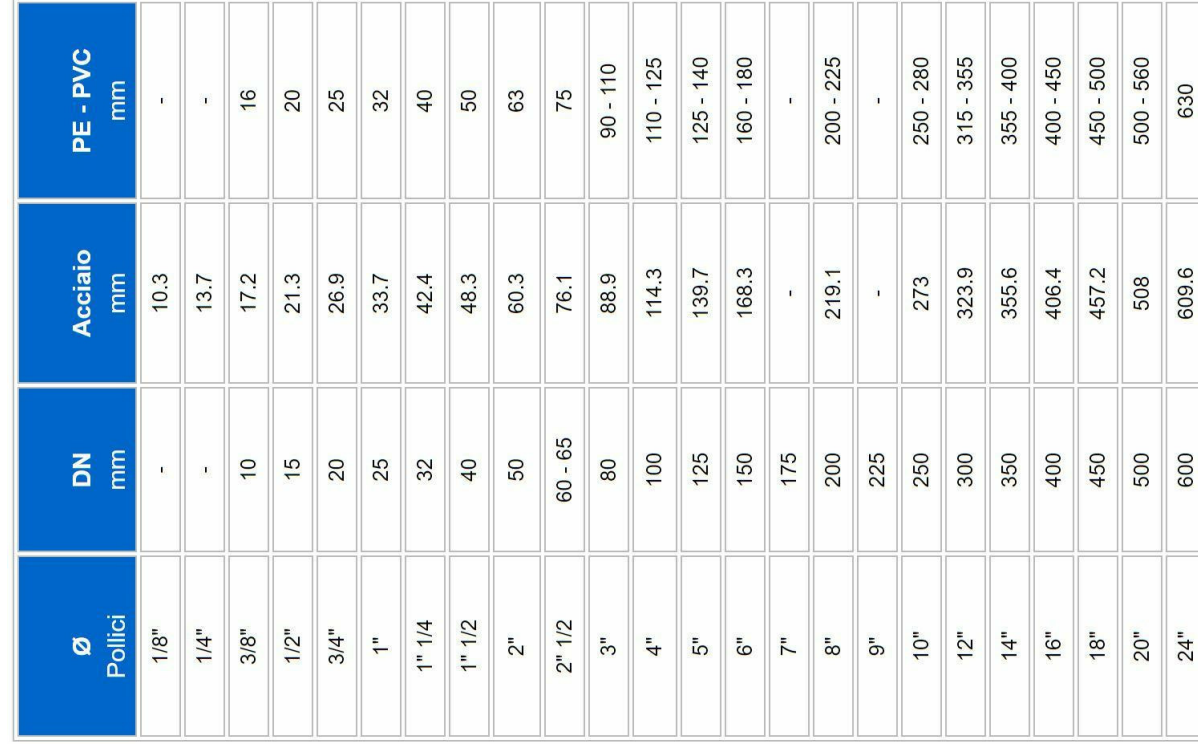 Ø Pollici DN mm Acciaio mm PE - PVC mm
1/8" - 10.3 -
1/4" - 13.7 -
3/8" 10 17.2 16
1/2" 15 21.3 20
3/4" 20 26.9 25
1" 25 33.7 32
1" 1/4 32 42.4 40
1" 1/2 40 48.3 50
2" 50 60.3 63
2" 1/2 60 - 65 76.1 75
3" 80 88.9 90 - 110
4" 100 114.3 110 - 125
5" 125 139.7 125 - 140
6" 150 168.3 160 - 180
7" 175 - -
8" 200 219.1 200 - 225
9" 225 - -
10" 250 273 250 - 280
12" 300 323.9 315 - 355
14" 350 355.6 355 - 400
16" 400 406.4 400 - 450
18" 450 457.2 450 - 500
20" 500 508 500 - 560
24" 600 609.6 630